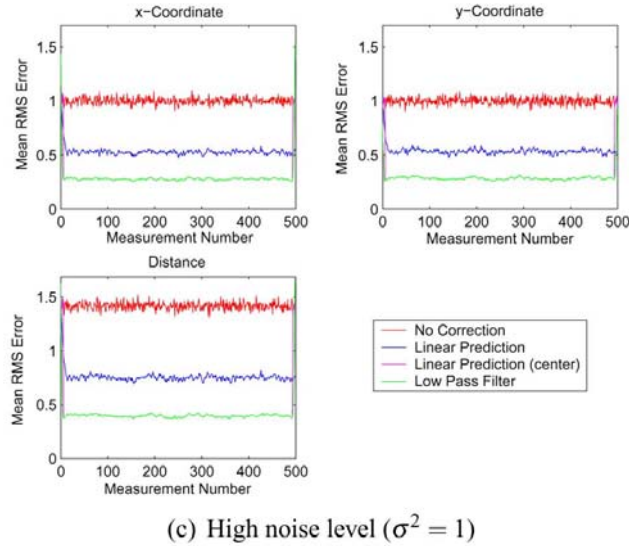 x-Coordinate
y-Coordinate
1.5
1
0.5
0
Mean RMS Error
0 100 200 300 400 500
Measurement Number
1.5
1
0.5
0
Mean RMS Error
0 100 200 300 400 500
Measurement Number
Distance
1.5
1
0.5
0
Mean RMS Error
0 100 200 300 400 500
Measurement Number
No Correction
Linear Prediction
Linear Prediction (center)
Low Pass Filter
(c) High noise level (σ² = 1)